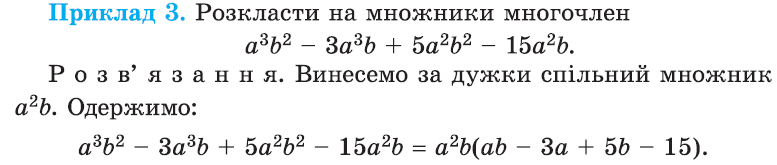 Приклад 3. Розкласти на множники многочлен
a³b² − 3a³b + 5a²b² − 15a²b.
Р о з в’ я з а н н я. Винесемо за дужки спільний множник
a²b. Одержимо:
a³b² − 3a³b + 5a²b² − 15a²b = a²b(ab − 3a + 5b − 15).